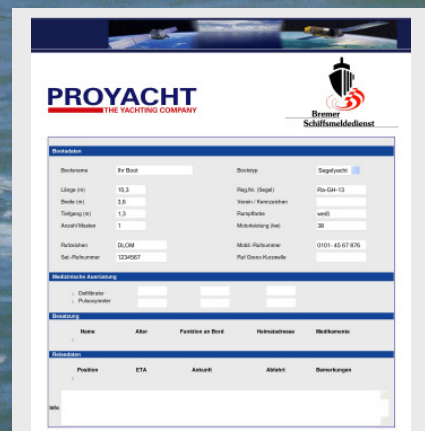 PROYACHT
THE YACHTING COMPANY
Bremer
Schiffsmeldedienst
Bootsdaten
Bootsname Ihr Boot Bootstyp Segelyacht
Länge (m) 15,3 Reg.Nr. (Segel) Ra-GH-13
Breite (m) 3,6 Verein / Kennzeichen
Tiefgang (m) 1,3 Rumpffarbe weiß
Anzahl Masten 1 Motorleistung (kw) 38
Rufzeichen DLOM Mobil.-Rufnummer 0101- 45 67 876
Sat.-Rufnummer 1234567 Ruf Grenz-Kurzwelle
Medizinische Ausrüstung
Defillibrator
Pulsoxymeter
Besatzung
Name Alter Funktion an Bord Heimatadresse Medikamente
Reisedaten
Position ETA Ankunft Abfahrt Bemerkungen
Info